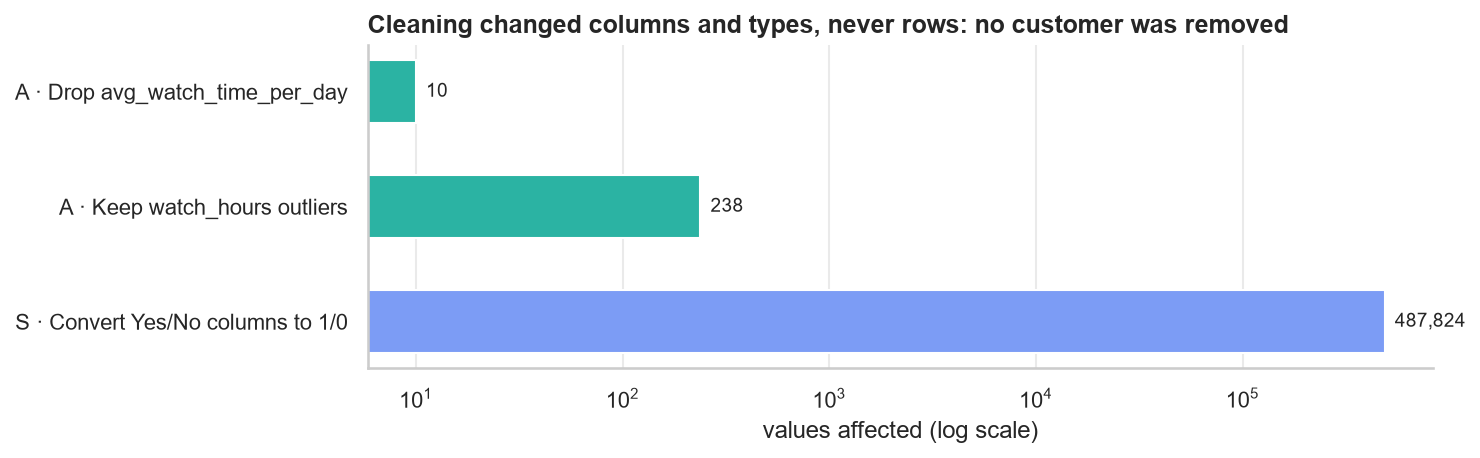 Cleaning changed columns and types, never rows: no customer was removed
A · Drop avg_watch_time_per_day
10
A · Keep watch_hours outliers
238
S · Convert Yes/No columns to 1/0
487,824
10¹ 10² 10³ 10⁴ 10⁵
values affected (log scale)